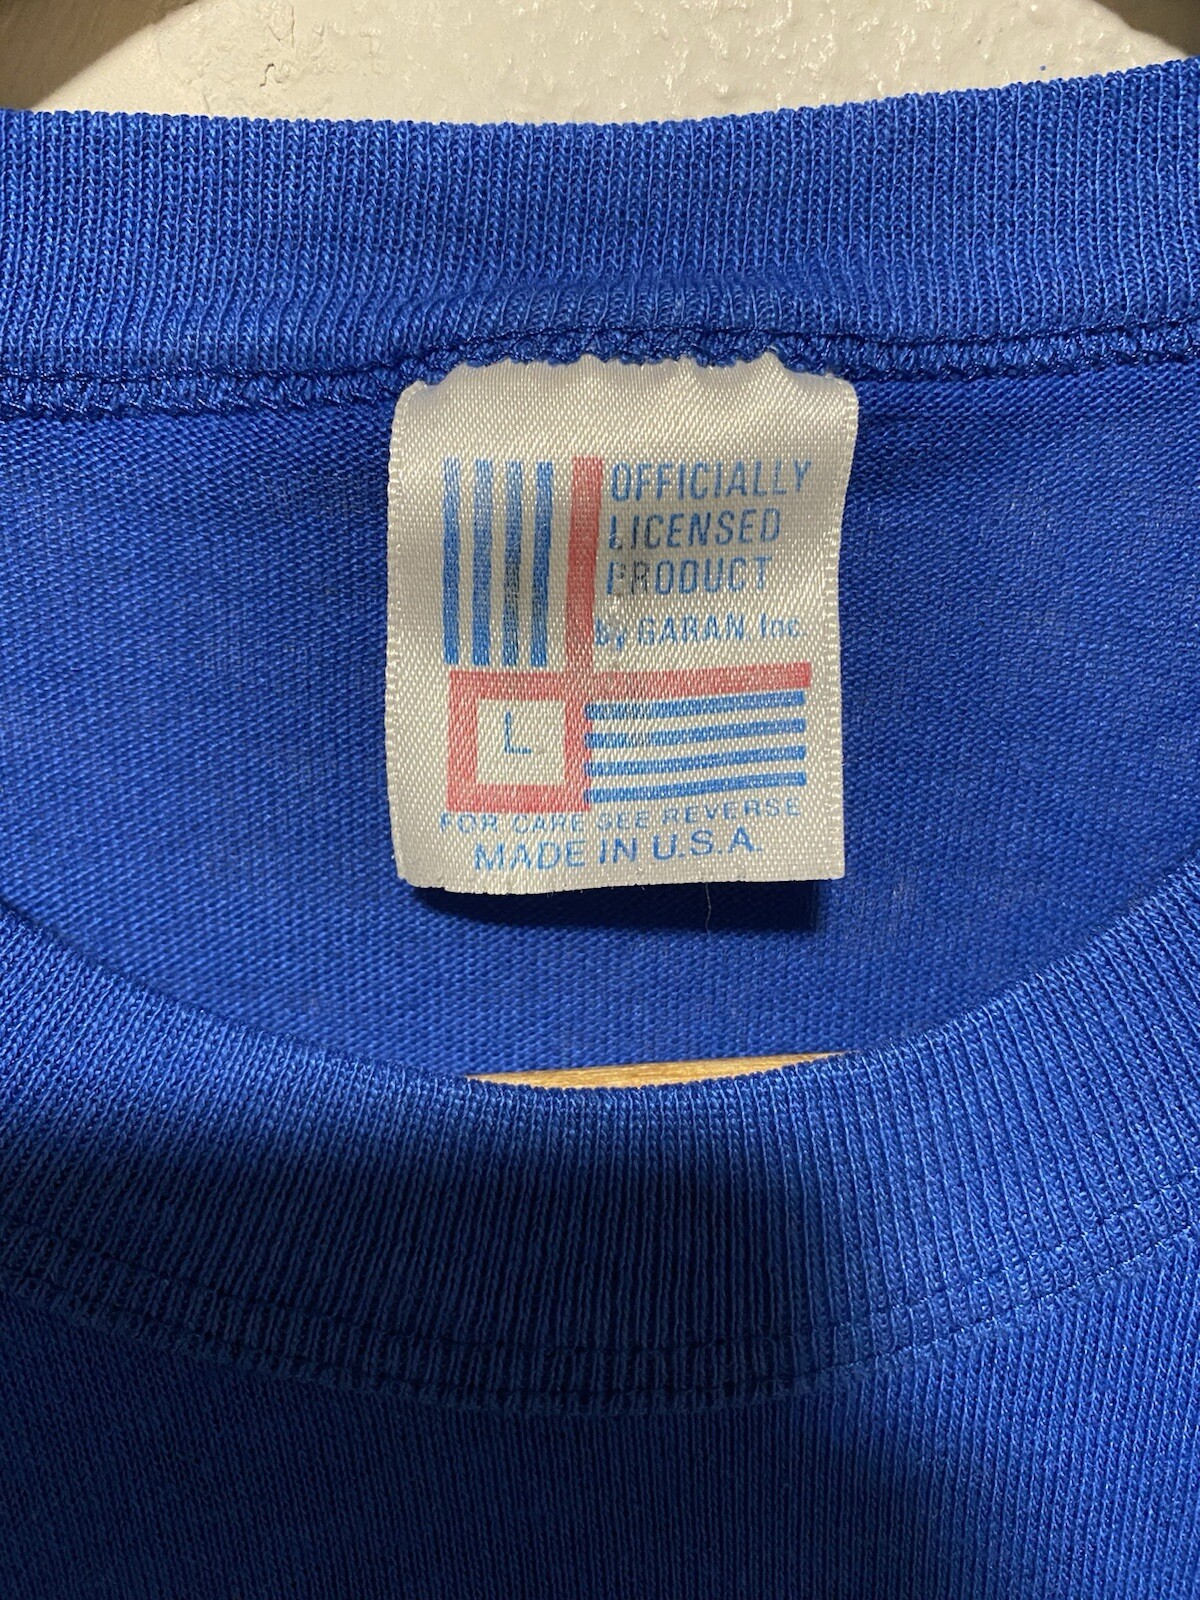 OFFICIALLY
LICENSED
PRODUCT
by GARAN, Inc.
L
FOR CARE SEE REVERSE
MADE IN U.S.A.